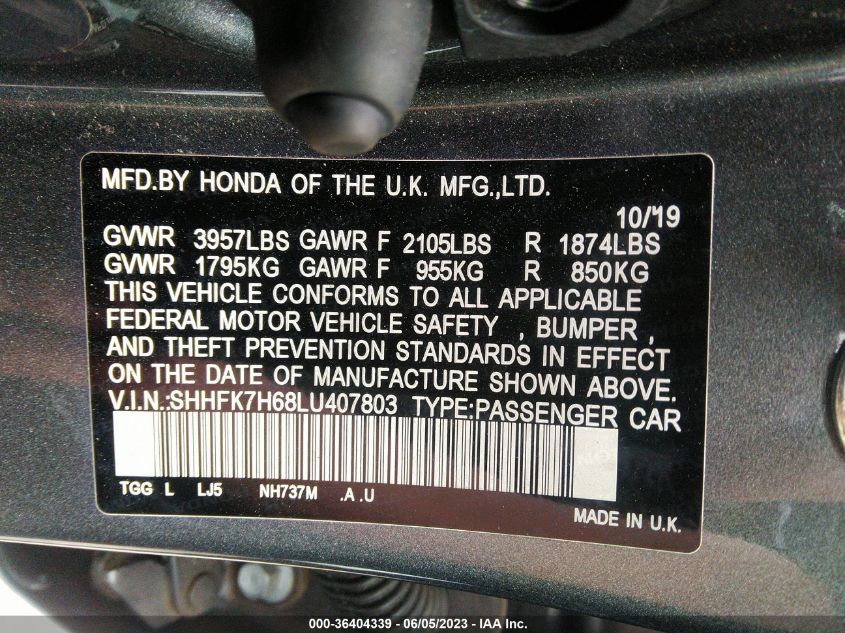 MFD.BY HONDA OF THE U.K. MFG.,LTD.
10/'19
GVWR 3957LBS GAWR F 2105LBS R 1874LBS
GVWR 1795KG GAWR F 955KG R 850KG
THIS VEHICLE CONFORMS TO ALL APPLICABLE
FEDERAL MOTOR VEHICLE SAFETY , BUMPER ,
AND THEFT PREVENTION STANDARDS IN EFFECT
ON THE DATE OF MANUFACTURE SHOWN ABOVE.
V.I.N.:SHHFK7H68LU407803 TYPE:PASSENGER CAR
TGG L LJ5 NH737M .A .U
MADE IN U.K.
000-36404339 - 06/05/2023 - IAA Inc.